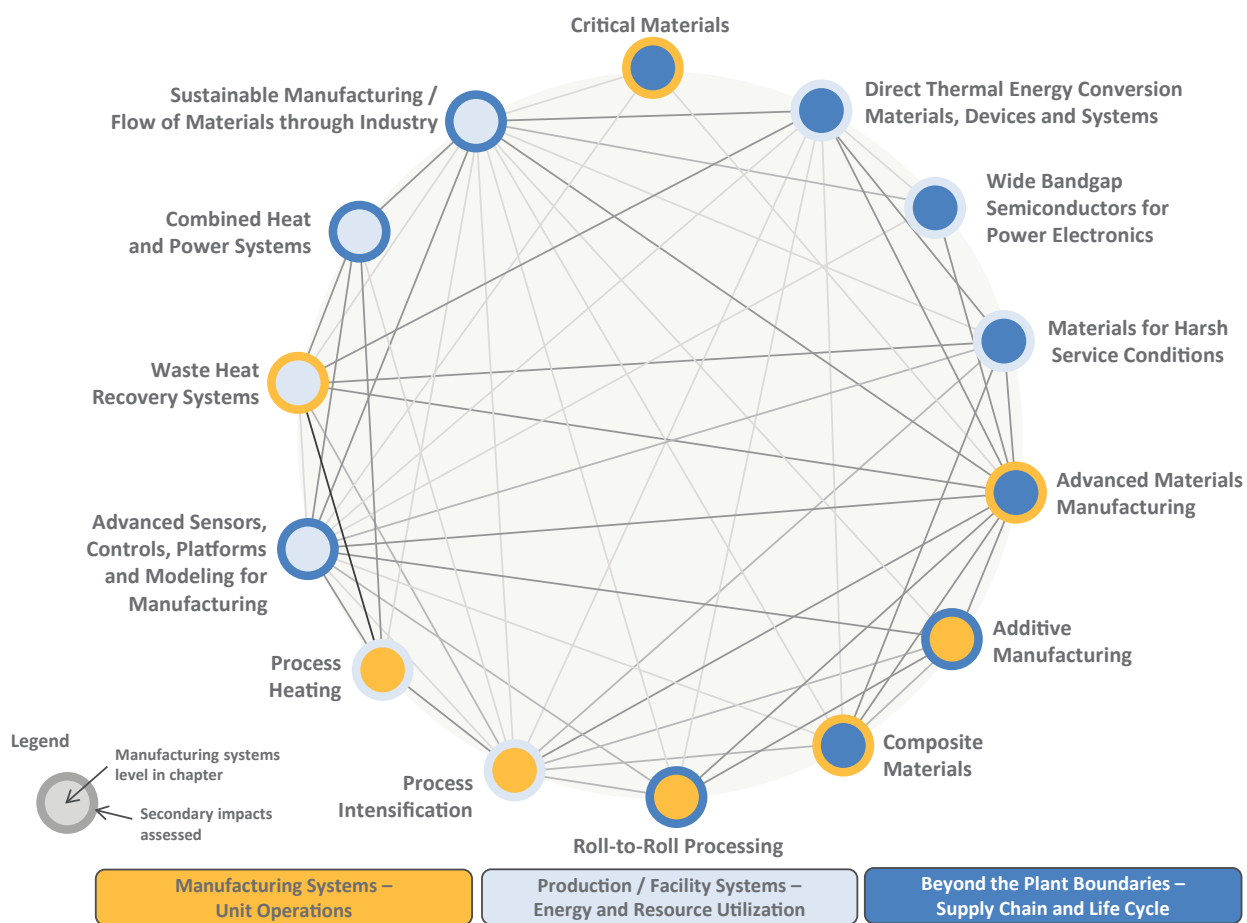 Critical Materials
Sustainable Manufacturing /
Flow of Materials through Industry
Direct Thermal Energy Conversion
Materials, Devices and Systems
Combined Heat
and Power Systems
Wide Bandgap
Semiconductors for
Power Electronics
Waste Heat
Recovery Systems
Materials for Harsh
Service Conditions
Advanced Sensors,
Controls, Platforms
and Modeling for
Manufacturing
Advanced Materials
Manufacturing
Process
Heating
Additive
Manufacturing
Process
Intensification
Composite
Materials
Roll-to-Roll Processing
Legend
Manufacturing systems
level in chapter
Secondary impacts
assessed
Manufacturing Systems –
Unit Operations
Production / Facility Systems –
Energy and Resource Utilization
Beyond the Plant Boundaries –
Supply Chain and Life Cycle